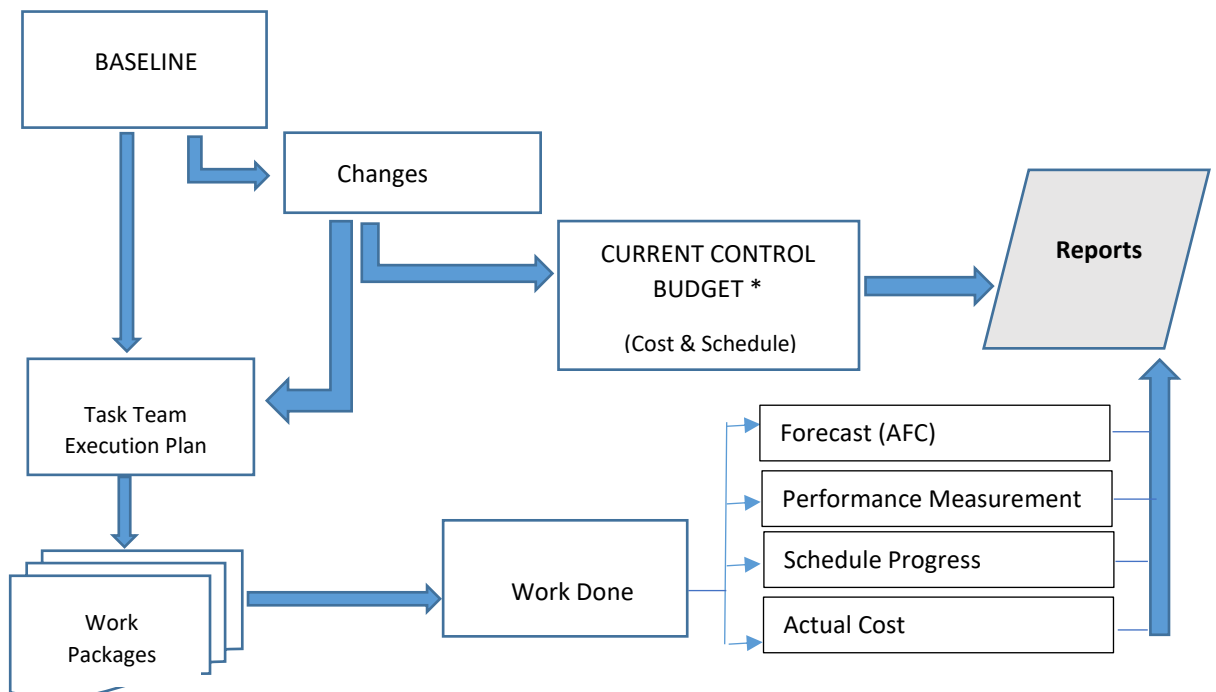 BASELINE
Changes
CURRENT CONTROL
BUDGET *
(Cost & Schedule)
Reports
Task Team
Execution Plan
Forecast (AFC)
Performance Measurement
Schedule Progress
Actual Cost
Work Done
Work
Packages